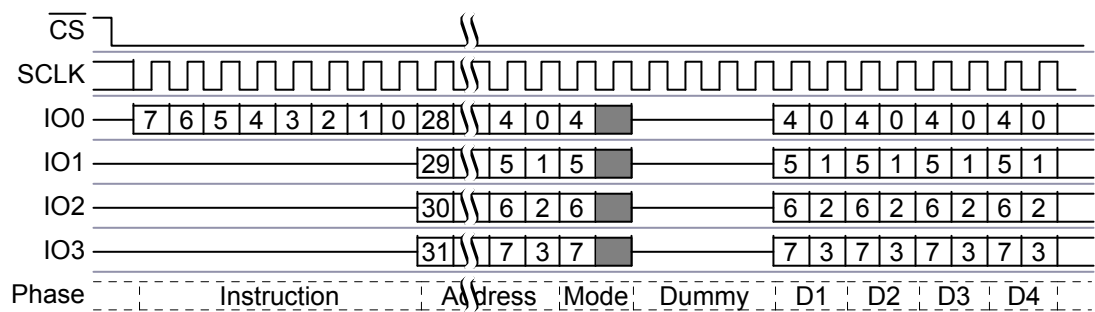 CS
SCLK
IO0 7 6 5 4 3 2 1 0 28 4 0 4 4 0 4 0 4 0 4 0
IO1 29 5 1 5 5 1 5 1 5 1 5 1
IO2 30 6 2 6 6 2 6 2 6 2 6 2
IO3 31 7 3 7 7 3 7 3 7 3 7 3
Phase Instruction Address Mode Dummy D1 D2 D3 D4